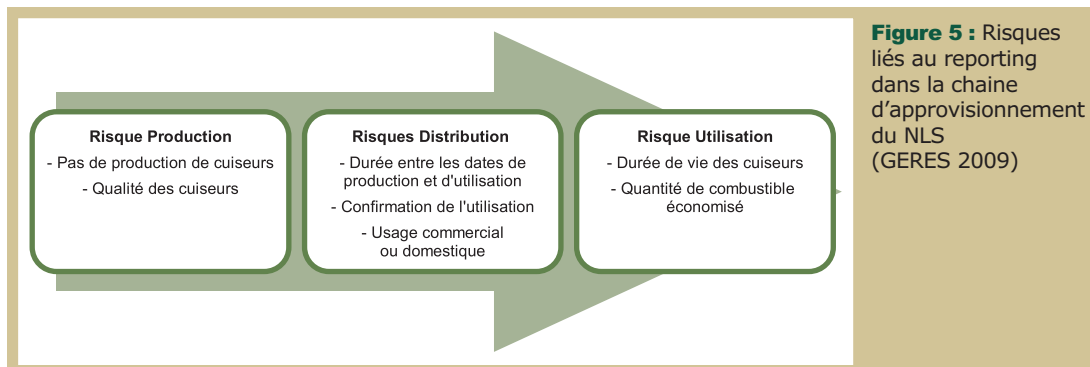 Risque Production
- Pas de production de cuiseurs
- Qualité des cuiseurs
Risques Distribution
- Durée entre les dates de
production et d'utilisation
- Confirmation de l'utilisation
- Usage commercial
ou domestique
Risque Utilisation
- Durée de vie des cuiseurs
- Quantité de combustible
économisé
Figure 5 : Risques
liés au reporting
dans la chaine
d’approvisionnement
du NLS
(GERES 2009)